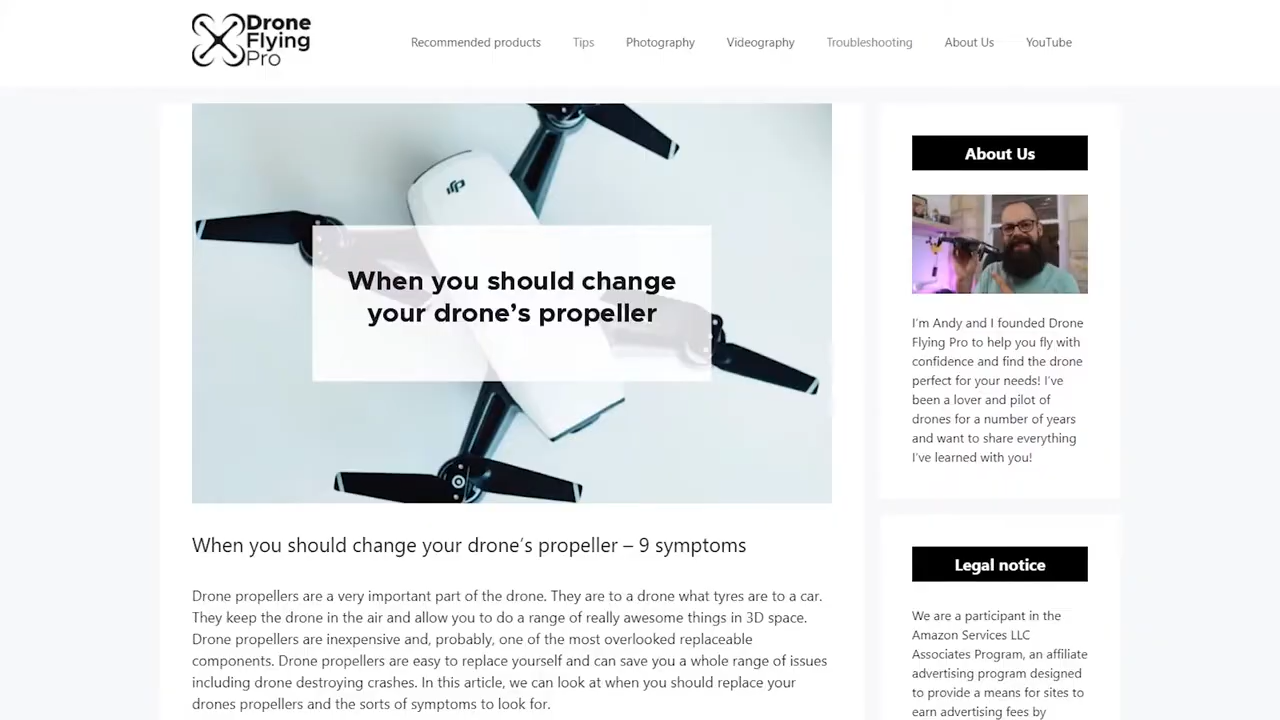 Drone
Flying
Pro
Recommended products
Tips
Photography
Videography
Troubleshooting
About Us
YouTube
dji
When you should change
your drone's propeller
When you should change your drone's propeller – 9 symptoms
Drone propellers are a very important part of the drone. They are to a drone what tyres are to a car.
They keep the drone in the air and allow you to do a range of really awesome things in 3D space.
Drone propellers are inexpensive and, probably, one of the most overlooked replaceable
components. Drone propellers are easy to replace yourself and can save you a whole range of issues
including drone destroying crashes. In this article, we can look at when you should replace your
drones propellers and the sorts of symptoms to look for.
About Us
I'm Andy and I founded Drone
Flying Pro to help you fly with
confidence and find the drone
perfect for your needs! I've
been a lover and pilot of
drones for a number of years
and want to share everything
I've learned with you!
Legal notice
We are a participant in the
Amazon Services LLC
Associates Program, an affiliate
advertising program designed
to provide a means for sites to
earn advertising fees by